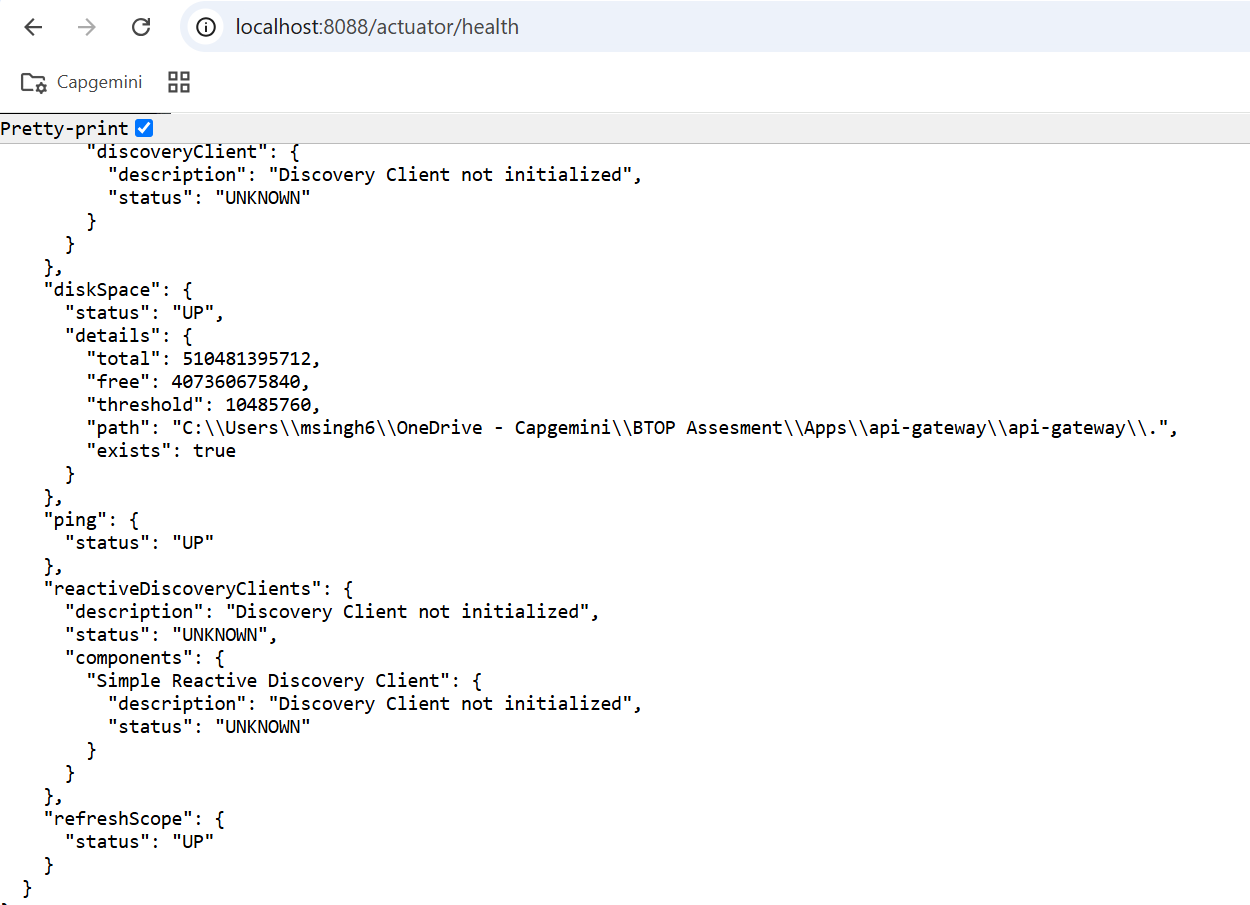 localhost:8088/actuator/health
Capgemini
Pretty-print
        "discoveryClient": {
          "description": "Discovery Client not initialized",
          "status": "UNKNOWN"
        }
      }
    },
    "diskSpace": {
      "status": "UP",
      "details": {
        "total": 510481395712,
        "free": 407360675840,
        "threshold": 10485760,
        "path": "C:\\Users\\msingh6\\OneDrive - Capgemini\\BTOP Assesment\\Apps\\api-gateway\\api-gateway\\.",
        "exists": true
      }
    },
    "ping": {
      "status": "UP"
    },
    "reactiveDiscoveryClients": {
      "description": "Discovery Client not initialized",
      "status": "UNKNOWN",
      "components": {
        "Simple Reactive Discovery Client": {
          "description": "Discovery Client not initialized",
          "status": "UNKNOWN"
        }
      }
    },
    "refreshScope": {
      "status": "UP"
    }
  }